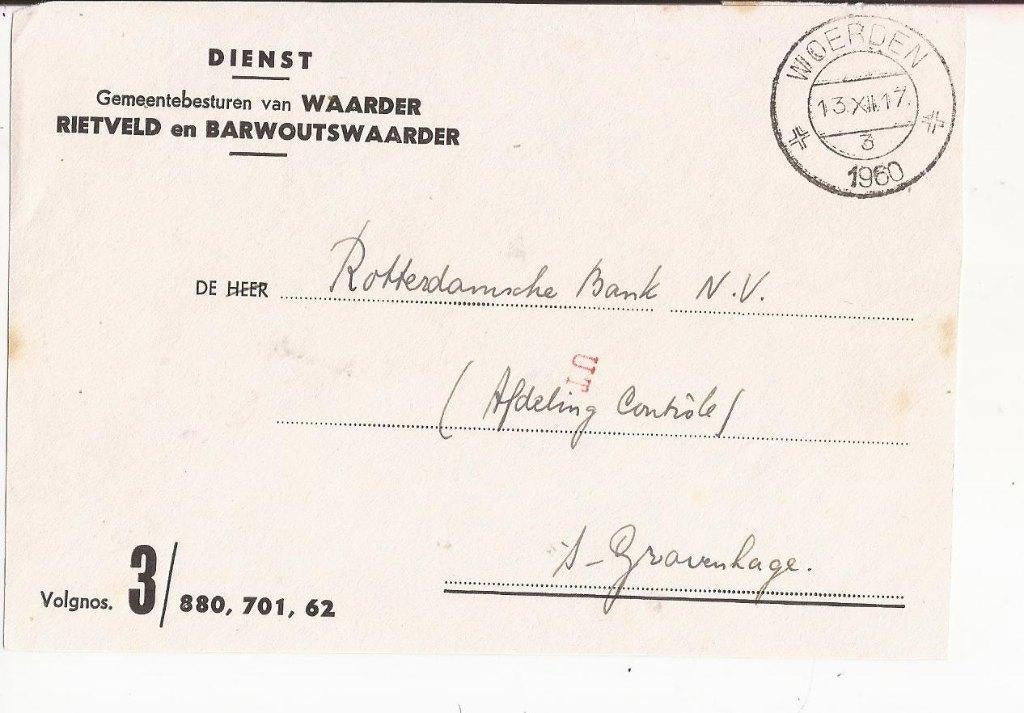 DIENST
Gemeentebesturen van WAARDER
RIETVELD en BARWOUTSWAARDER
WOERDEN
13.XII.17.
3
1960
DE HEER Rotterdamsche Bank N.V.
UT
(Afdeling Contrôle)
's-Gravenhage.
Volgnos. 3/880, 701, 62